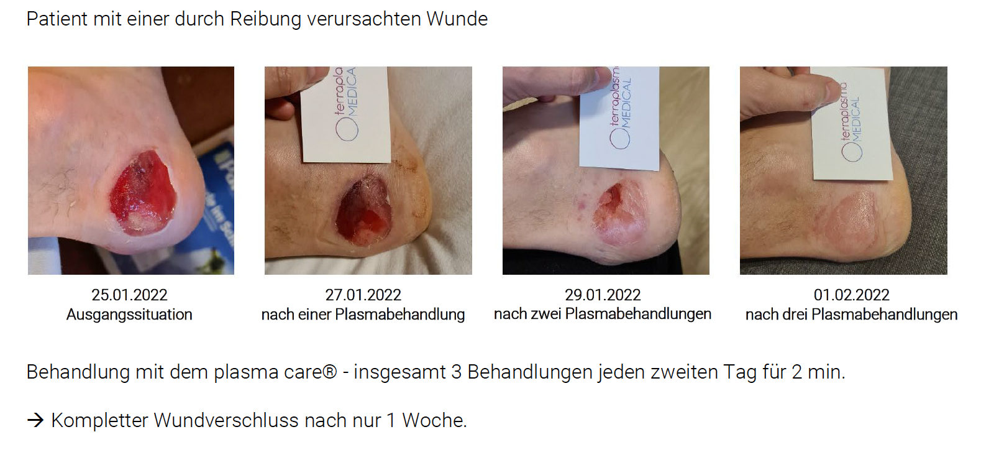 Patient mit einer durch Reibung verursachten Wunde
terrapla
MEDICA
terraplasm
MEDICAL
terraplasma
MEDICAL
25.01.2022
Ausgangssituation
27.01.2022
nach einer Plasmabehandlung
29.01.2022
nach zwei Plasmabehandlungen
01.02.2022
nach drei Plasmabehandlungen
Behandlung mit dem plasma care® - insgesamt 3 Behandlungen jeden zweiten Tag für 2 min.
→ Kompletter Wundverschluss nach nur 1 Woche.